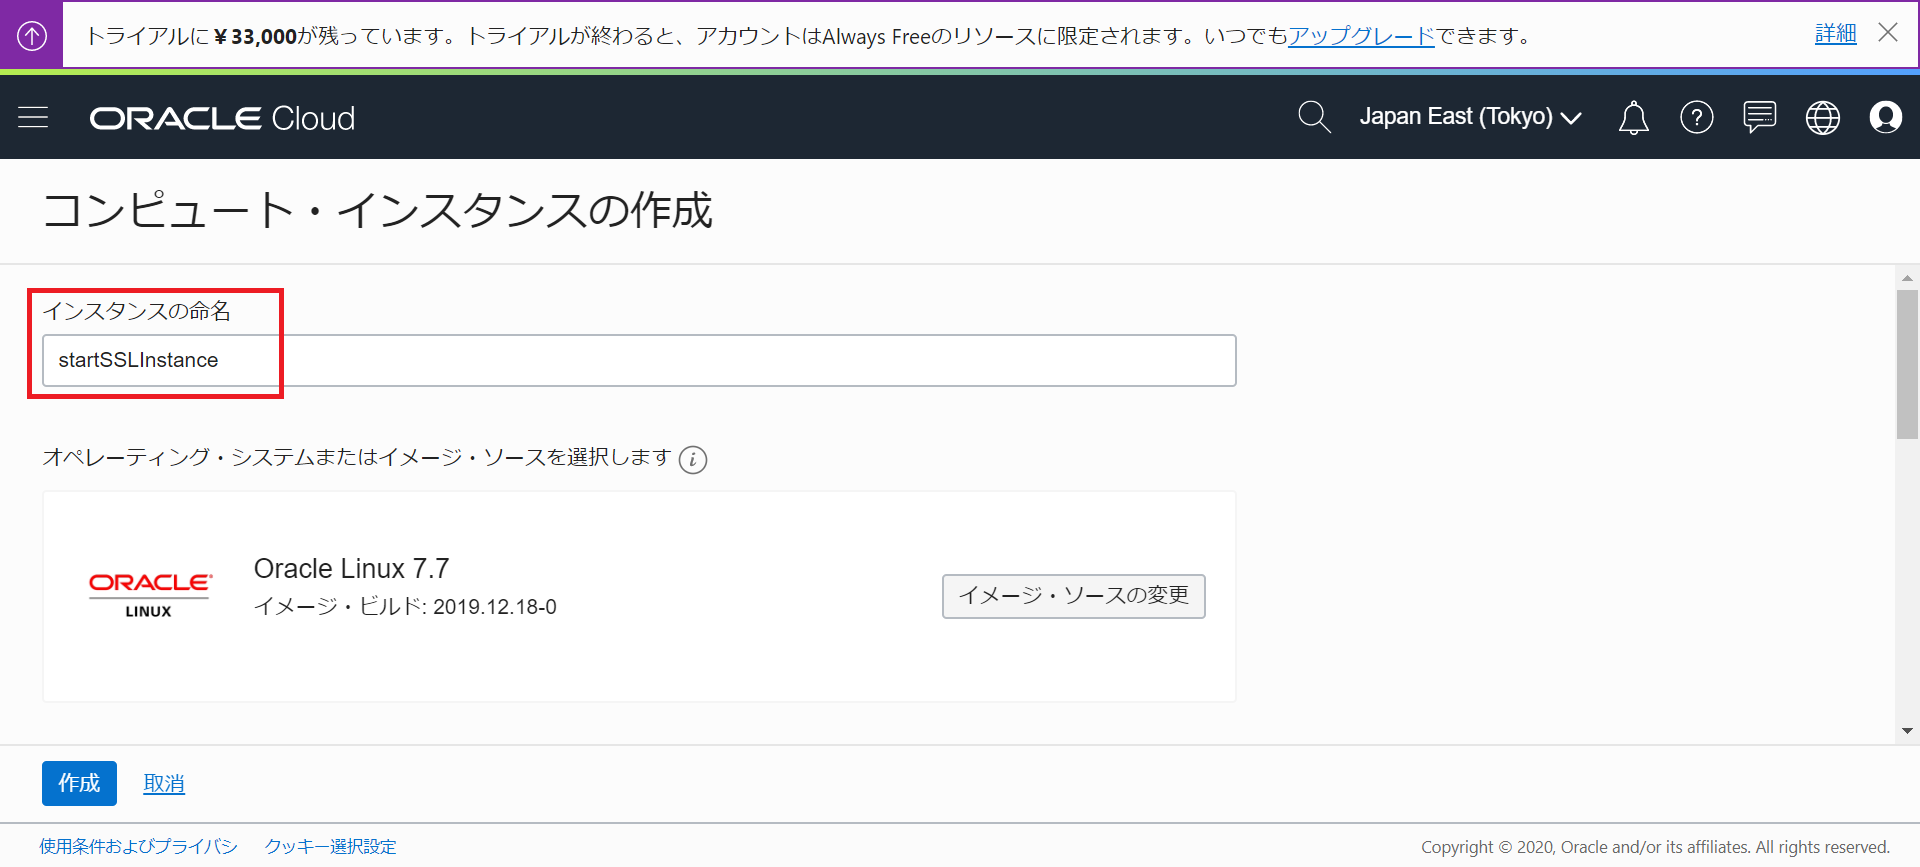 トライアルに￥33,000が残っています。トライアルが終わると、アカウントはAlways Freeのリソースに限定されます。いつでもアップグレードできます。 詳細
ORACLE Cloud Japan East (Tokyo)
コンピュート・インスタンスの作成
インスタンスの命名
startSSLInstance
オペレーティング・システムまたはイメージ・ソースを選択します
ORACLE LINUX
Oracle Linux 7.7
イメージ・ビルド: 2019.12.18-0
イメージ・ソースの変更
作成 取消
使用条件およびプライバシ クッキー選択設定 Copyright © 2020, Oracle and/or its affiliates. All rights reserved.